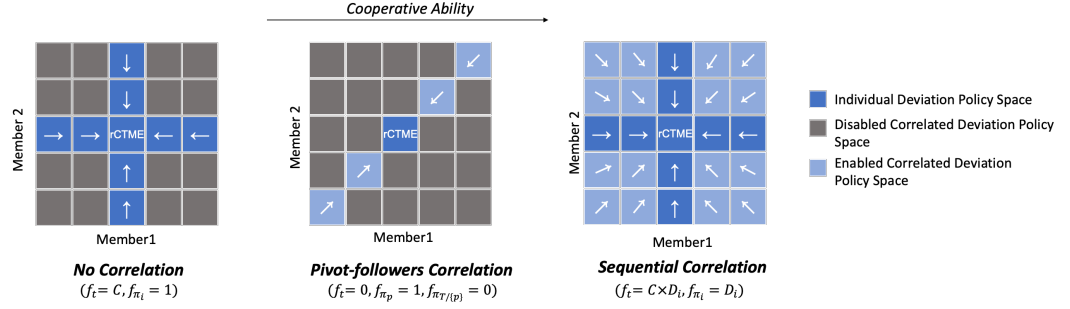 Cooperative Ability
Member 2
rCTME
Member1
No Correlation
(f_t= C, f_{π_i} = 1)
Member 2
rCTME
Member1
Pivot-followers Correlation
(f_t= 0, f_{π_p} = 1, f_{π_{T/{p}}} = 0)
Member 2
rCTME
Member1
Sequential Correlation
(f_t= C×D_i, f_{π_i} = D_i)
Individual Deviation Policy Space
Disabled Correlated Deviation Policy
Space
Enabled Correlated Deviation
Policy Space